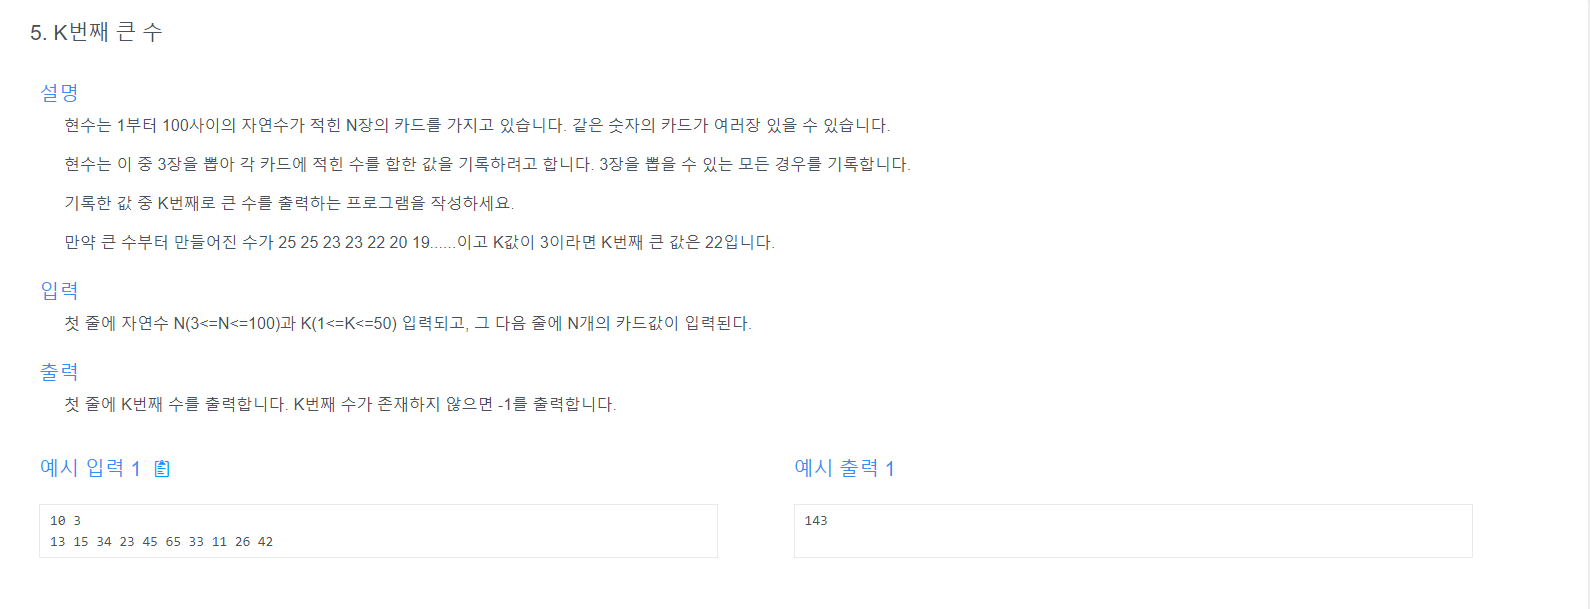 5. K번째 큰 수
설명
현수는 1부터 100사이의 자연수가 적힌 N장의 카드를 가지고 있습니다. 같은 숫자의 카드가 여러장 있을 수 있습니다.
현수는 이 중 3장을 뽑아 각 카드에 적힌 수를 합한 값을 기록하려고 합니다. 3장을 뽑을 수 있는 모든 경우를 기록합니다.
기록한 값 중 K번째로 큰 수를 출력하는 프로그램을 작성하세요.
만약 큰 수부터 만들어진 수가 25 25 23 23 22 20 19......이고 K값이 3이라면 K번째 큰 값은 22입니다.
입력
첫 줄에 자연수 N(3<=N<=100)과 K(1<=K<=50) 입력되고, 그 다음 줄에 N개의 카드값이 입력된다.
출력
첫 줄에 K번째 수를 출력합니다. K번째 수가 존재하지 않으면 -1를 출력합니다.
예시 입력 1
10 3
13 15 34 23 45 65 33 11 26 42
예시 출력 1
143